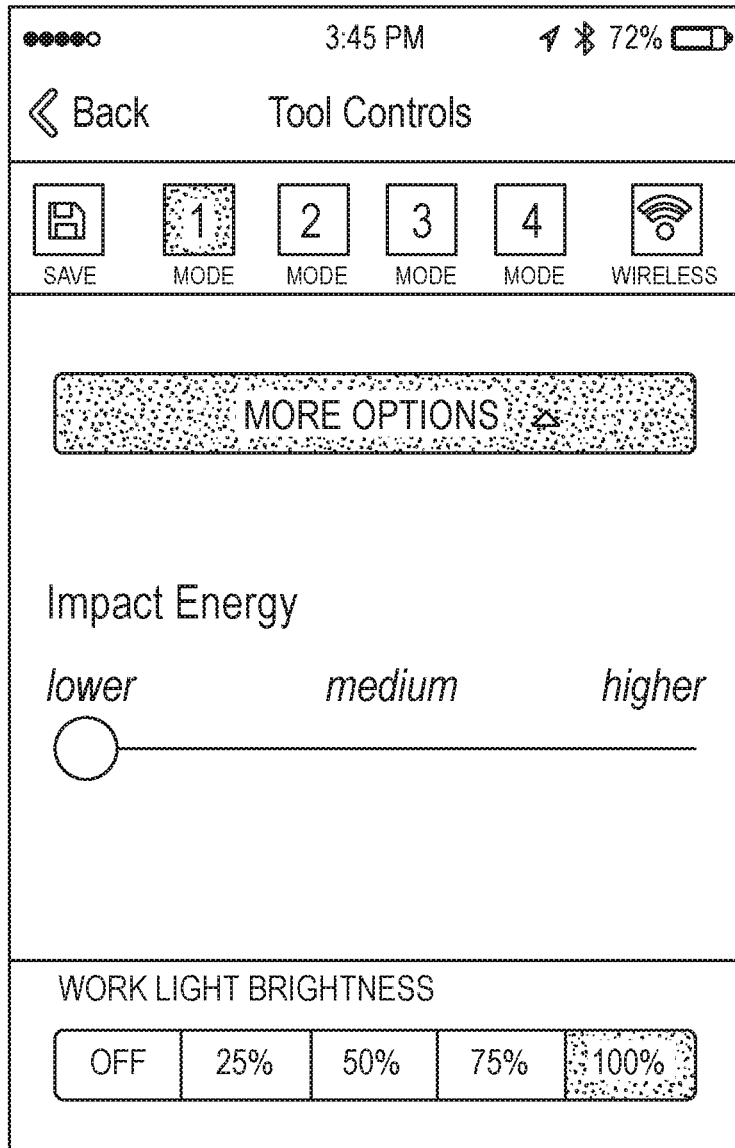 3:45 PM 72%
Back Tool Controls
1 2 3 4
SAVE MODE MODE MODE MODE WIRELESS
MORE OPTIONS
Impact Energy
lower medium higher
WORK LIGHT BRIGHTNESS
OFF 25% 50% 75% 100%